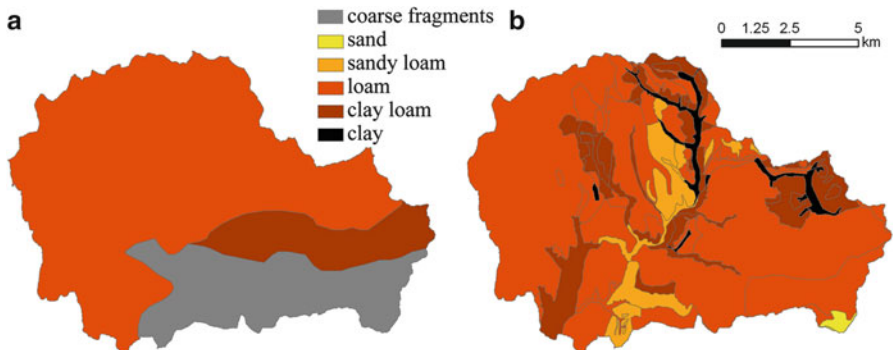 a
coarse fragments
sand
sandy loam
loam
clay loam
clay
b
0 1.25 2.5 5
km